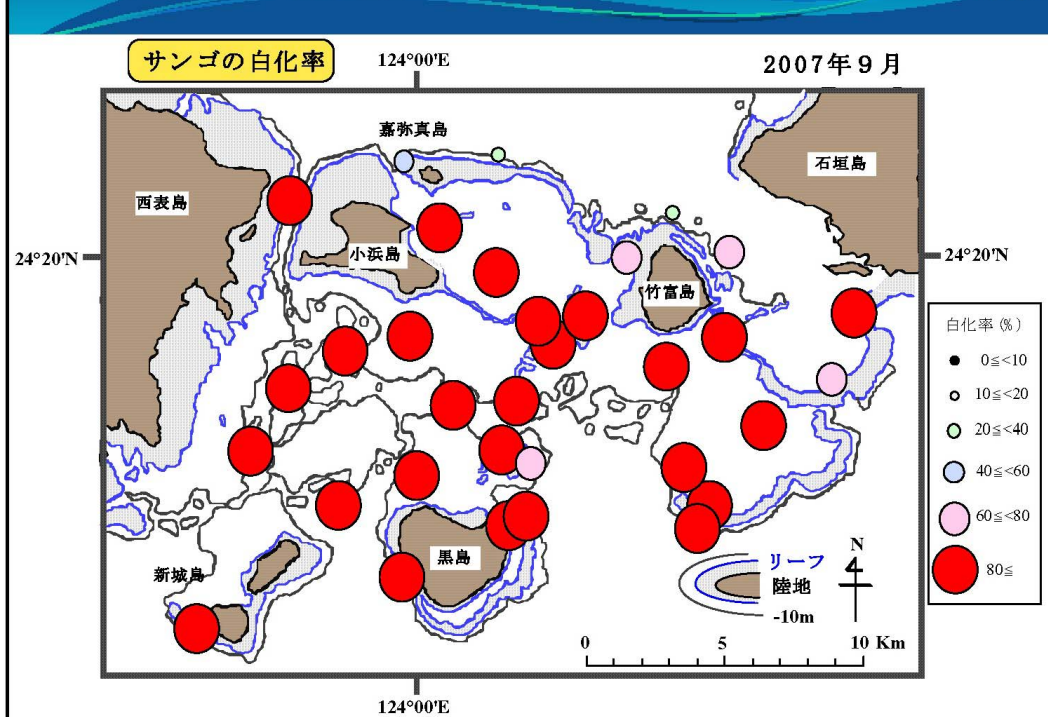 サンゴの白化率
124°00'E
2007年9月
嘉弥真島
石垣島
西表島
小浜島
24°20'N
24°20'N
竹富島
白化率(%)
0≦<10
10≦<20
20≦<40
40≦<60
60≦<80
80≦
黒島
新城島
リーフ
陸地
-10m
N
0 5 10 Km
124°00'E